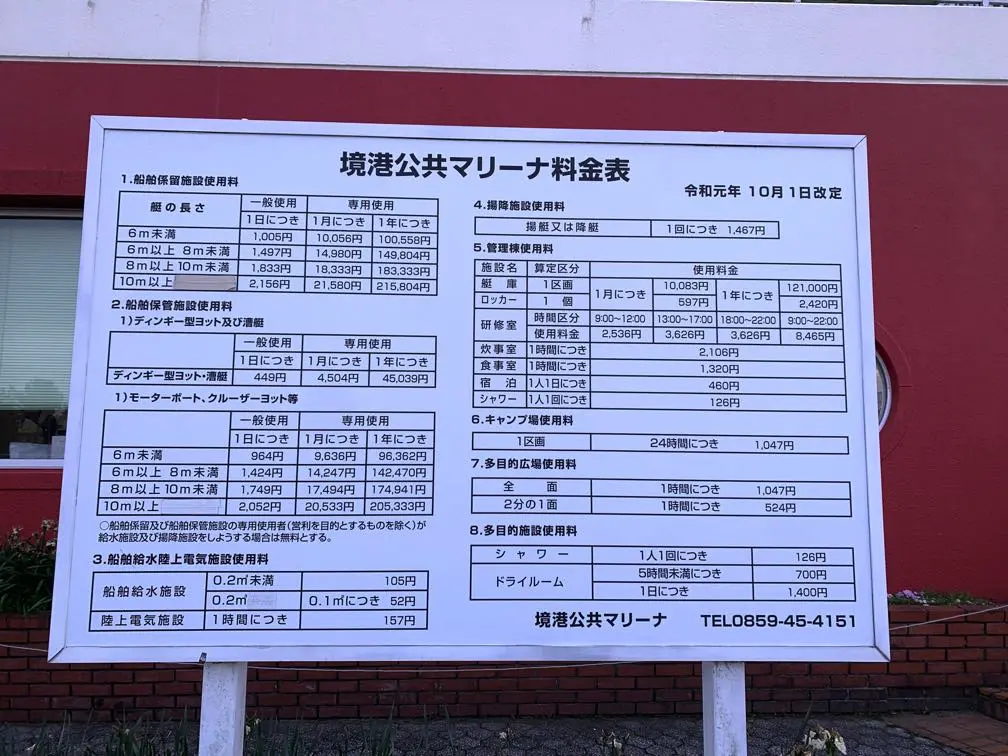 境港公共マリーナ料金表
令和元年 10月1日改定
1.船舶係留施設使用料
艇の長さ 一般使用 専用使用
1日につき 1月につき 1年につき
6m未満 1,005円 10,056円 100,558円
6m以上 8m未満 1,497円 14,980円 149,804円
8m以上10m未満 1,833円 18,333円 183,333円
10m以上 2,156円 21,580円 215,804円
2.船舶保管施設使用料
1)ディンギー型ヨット及び漕艇
一般使用 専用使用
1日につき 1月につき 1年につき
ディンギー型ヨット・漕艇 449円 4,504円 45,039円
1)モーターボート、クルーザーヨット等
一般使用 専用使用
1日につき 1月につき 1年につき
6m未満 964円 9,636円 96,362円
6m以上 8m未満 1,424円 14,247円 142,470円
8m以上10m未満 1,749円 17,494円 174,941円
10m以上 2,052円 20,533円 205,333円
○船舶係留及び船舶保管施設の専用使用者(営利を目的とするものを除く)が
給水施設及び揚降施設をしようする場合は無料とする。
3.船舶給水陸上電気施設使用料
船舶給水施設 0.2㎥未満 105円
0.2㎥ 0.1㎥につき 52円
陸上電気施設 1時間につき 157円
4.揚降施設使用料
揚艇又は降艇 1回につき 1,467円
5.管理棟使用料
施設名 算定区分 使用料金
艇庫 1区画 1月につき 10,083円 1年につき 121,000円
ロッカー 1個 597円 2,420円
研修室 時間区分 9:00~12:00 13:00~17:00 18:00~22:00 9:00~22:00
使用料金 2,536円 3,626円 3,626円 8,465円
炊事室 1時間につき 2,106円
食事室 1時間につき 1,320円
宿泊 1人1日につき 460円
シャワー 1人1回につき 126円
6.キャンプ場使用料
1区画 24時間につき 1,047円
7.多目的広場使用料
全面 1時間につき 1,047円
2分の1面 1時間につき 524円
8.多目的施設使用料
シャワー 1人1回につき 126円
ドライルーム 5時間未満につき 700円
1日につき 1,400円
境港公共マリーナ TEL0859-45-4151